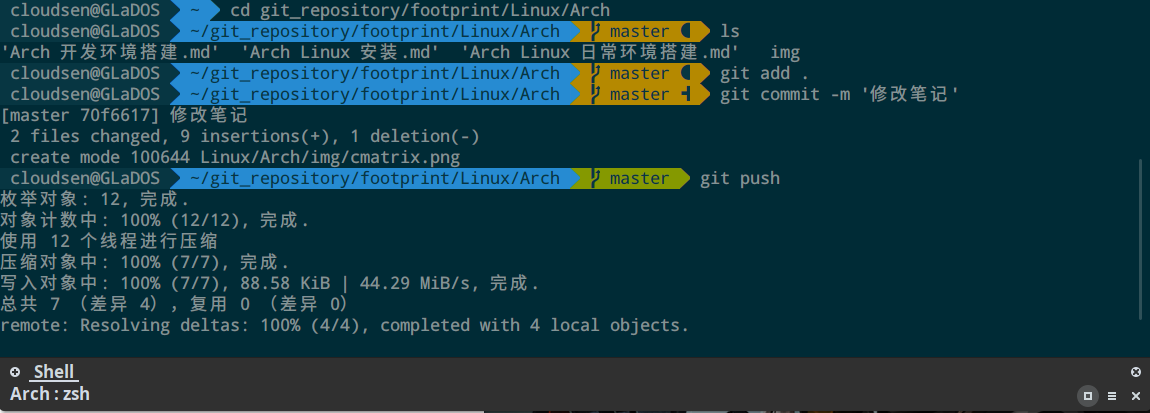 cloudsen@GLaDOS ~ cd git_repository/footprint/Linux/Arch
cloudsen@GLaDOS ~/git_repository/footprint/Linux/Arch master ls
'Arch 开发环境搭建.md' 'Arch Linux 安装.md' 'Arch Linux 日常环境搭建.md' img
cloudsen@GLaDOS ~/git_repository/footprint/Linux/Arch master git add .
cloudsen@GLaDOS ~/git_repository/footprint/Linux/Arch master git commit -m '修改笔记'
[master 70f6617] 修改笔记
2 files changed, 9 insertions(+), 1 deletion(-)
create mode 100644 Linux/Arch/img/cmatrix.png
cloudsen@GLaDOS ~/git_repository/footprint/Linux/Arch master git push
枚举对象: 12, 完成.
对象计数中: 100% (12/12), 完成.
使用 12 个线程进行压缩
压缩对象中: 100% (7/7), 完成.
写入对象中: 100% (7/7), 88.58 KiB | 44.29 MiB/s, 完成.
总共 7 （差异 4），复用 0 （差异 0）
remote: Resolving deltas: 100% (4/4), completed with 4 local objects.
Shell
Arch : zsh